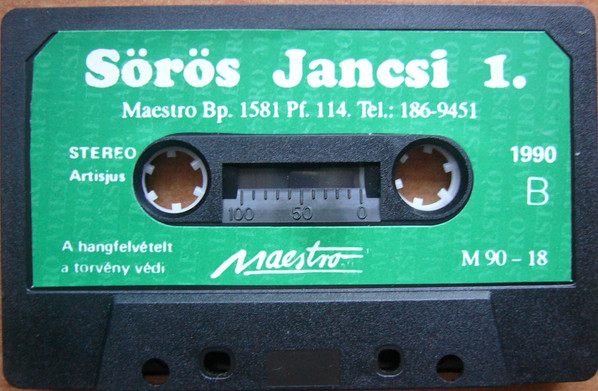 Sörös Jancsi 1.
Maestro Bp. 1581 Pf. 114. Tel.: 186-9451
STEREO
Artisjus
1990
B
100 50 0
A hangfelvételt
a torvény védi
Maestro
M 90 – 18